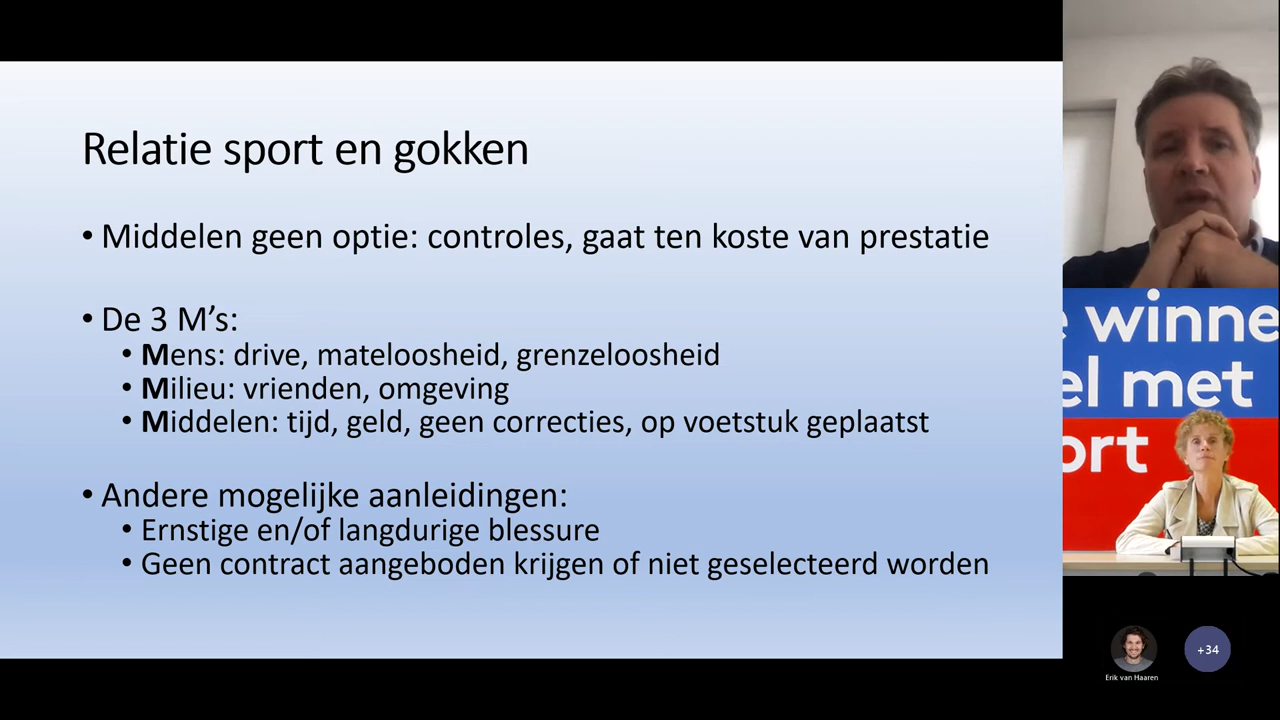 Relatie sport en gokken
• Middelen geen optie: controles, gaat ten koste van prestatie
• De 3 M’s:
• Mens: drive, mateloosheid, grenzeloosheid
• Milieu: vrienden, omgeving
• Middelen: tijd, geld, geen correcties, op voetstuk geplaatst
• Andere mogelijke aanleidingen:
• Ernstige en/of langdurige blessure
• Geen contract aangeboden krijgen of niet geselecteerd worden
e winne
el met
ort
Erik van Haaren
+34